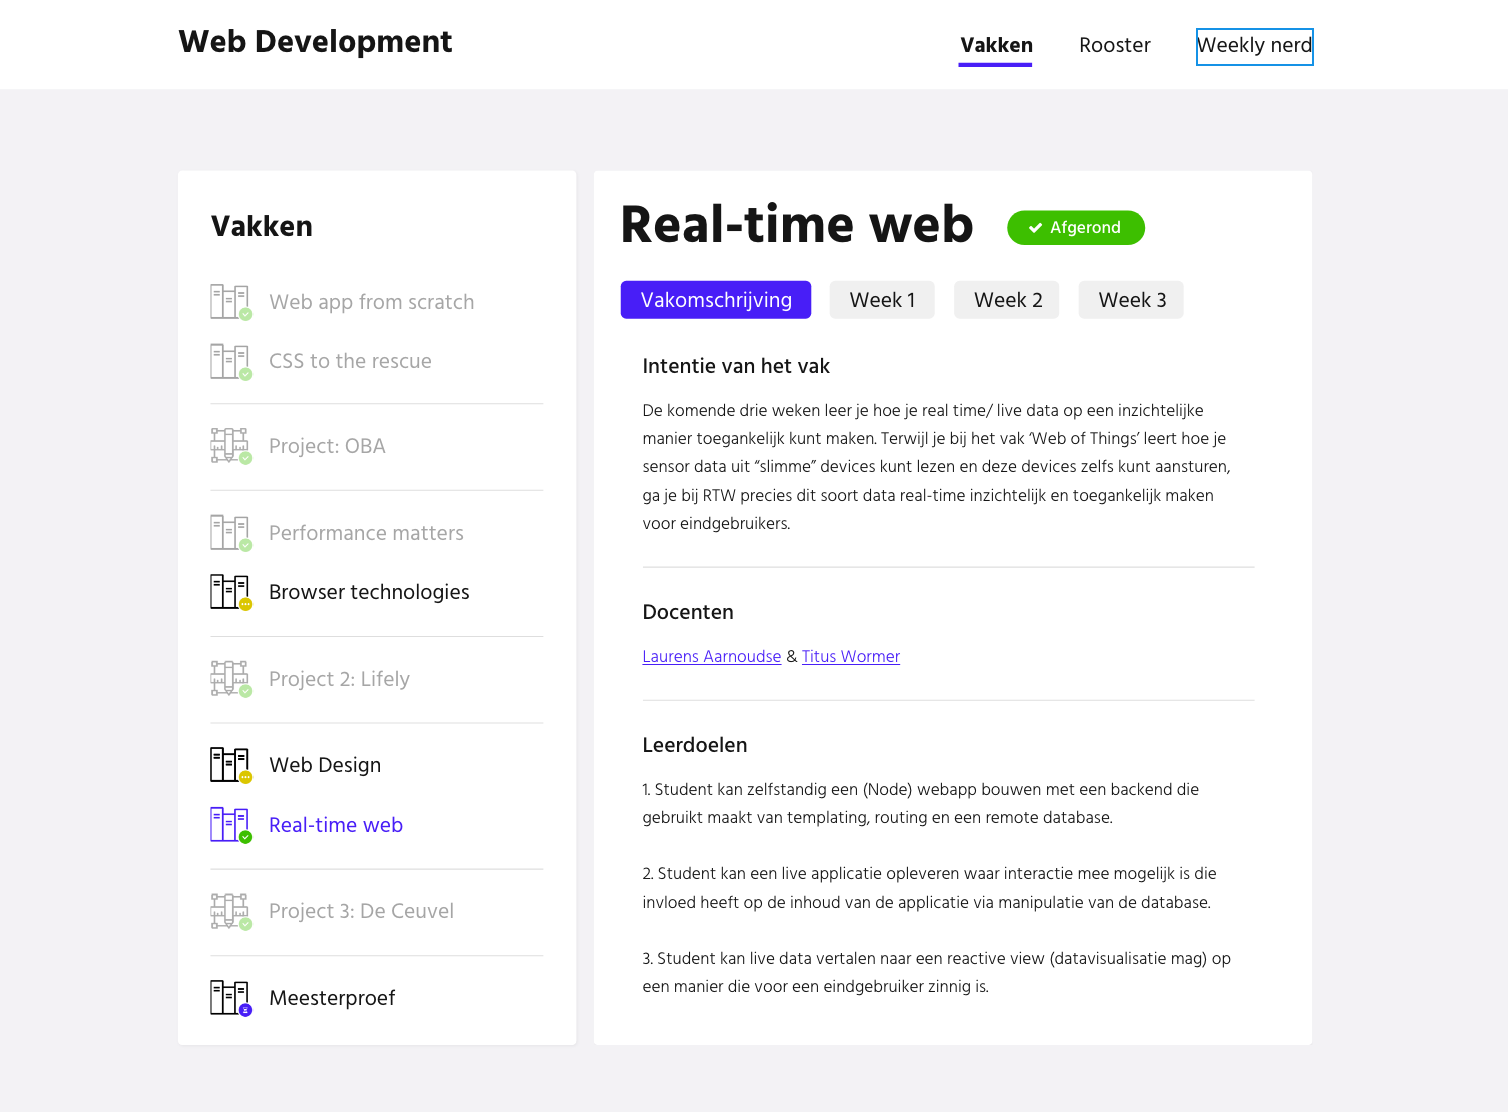 Web Development
Vakken
Rooster
Weekly nerd
Vakken
Web app from scratch
CSS to the rescue
Project: OBA
Performance matters
Browser technologies
Project 2: Lifely
Web Design
Real-time web
Project 3: De Ceuvel
Meesterproef
Real-time web
Afgerond
Vakomschrijving
Week 1
Week 2
Week 3
Intentie van het vak
De komende drie weken leer je hoe je real time/ live data op een inzichtelijke
manier toegankelijk kunt maken. Terwijl je bij het vak ‘Web of Things’ leert hoe je
sensor data uit “slimme” devices kunt lezen en deze devices zelfs kunt aansturen,
ga je bij RTW precies dit soort data real-time inzichtelijk en toegankelijk maken
voor eindgebruikers.
Docenten
Laurens Aarnoudse & Titus Wormer
Leerdoelen
1. Student kan zelfstandig een (Node) webapp bouwen met een backend die
gebruikt maakt van templating, routing en een remote database.
2. Student kan een live applicatie opleveren waar interactie mee mogelijk is die
invloed heeft op de inhoud van de applicatie via manipulatie van de database.
3. Student kan live data vertalen naar een reactive view (datavisualisatie mag) op
een manier die voor een eindgebruiker zinnig is.